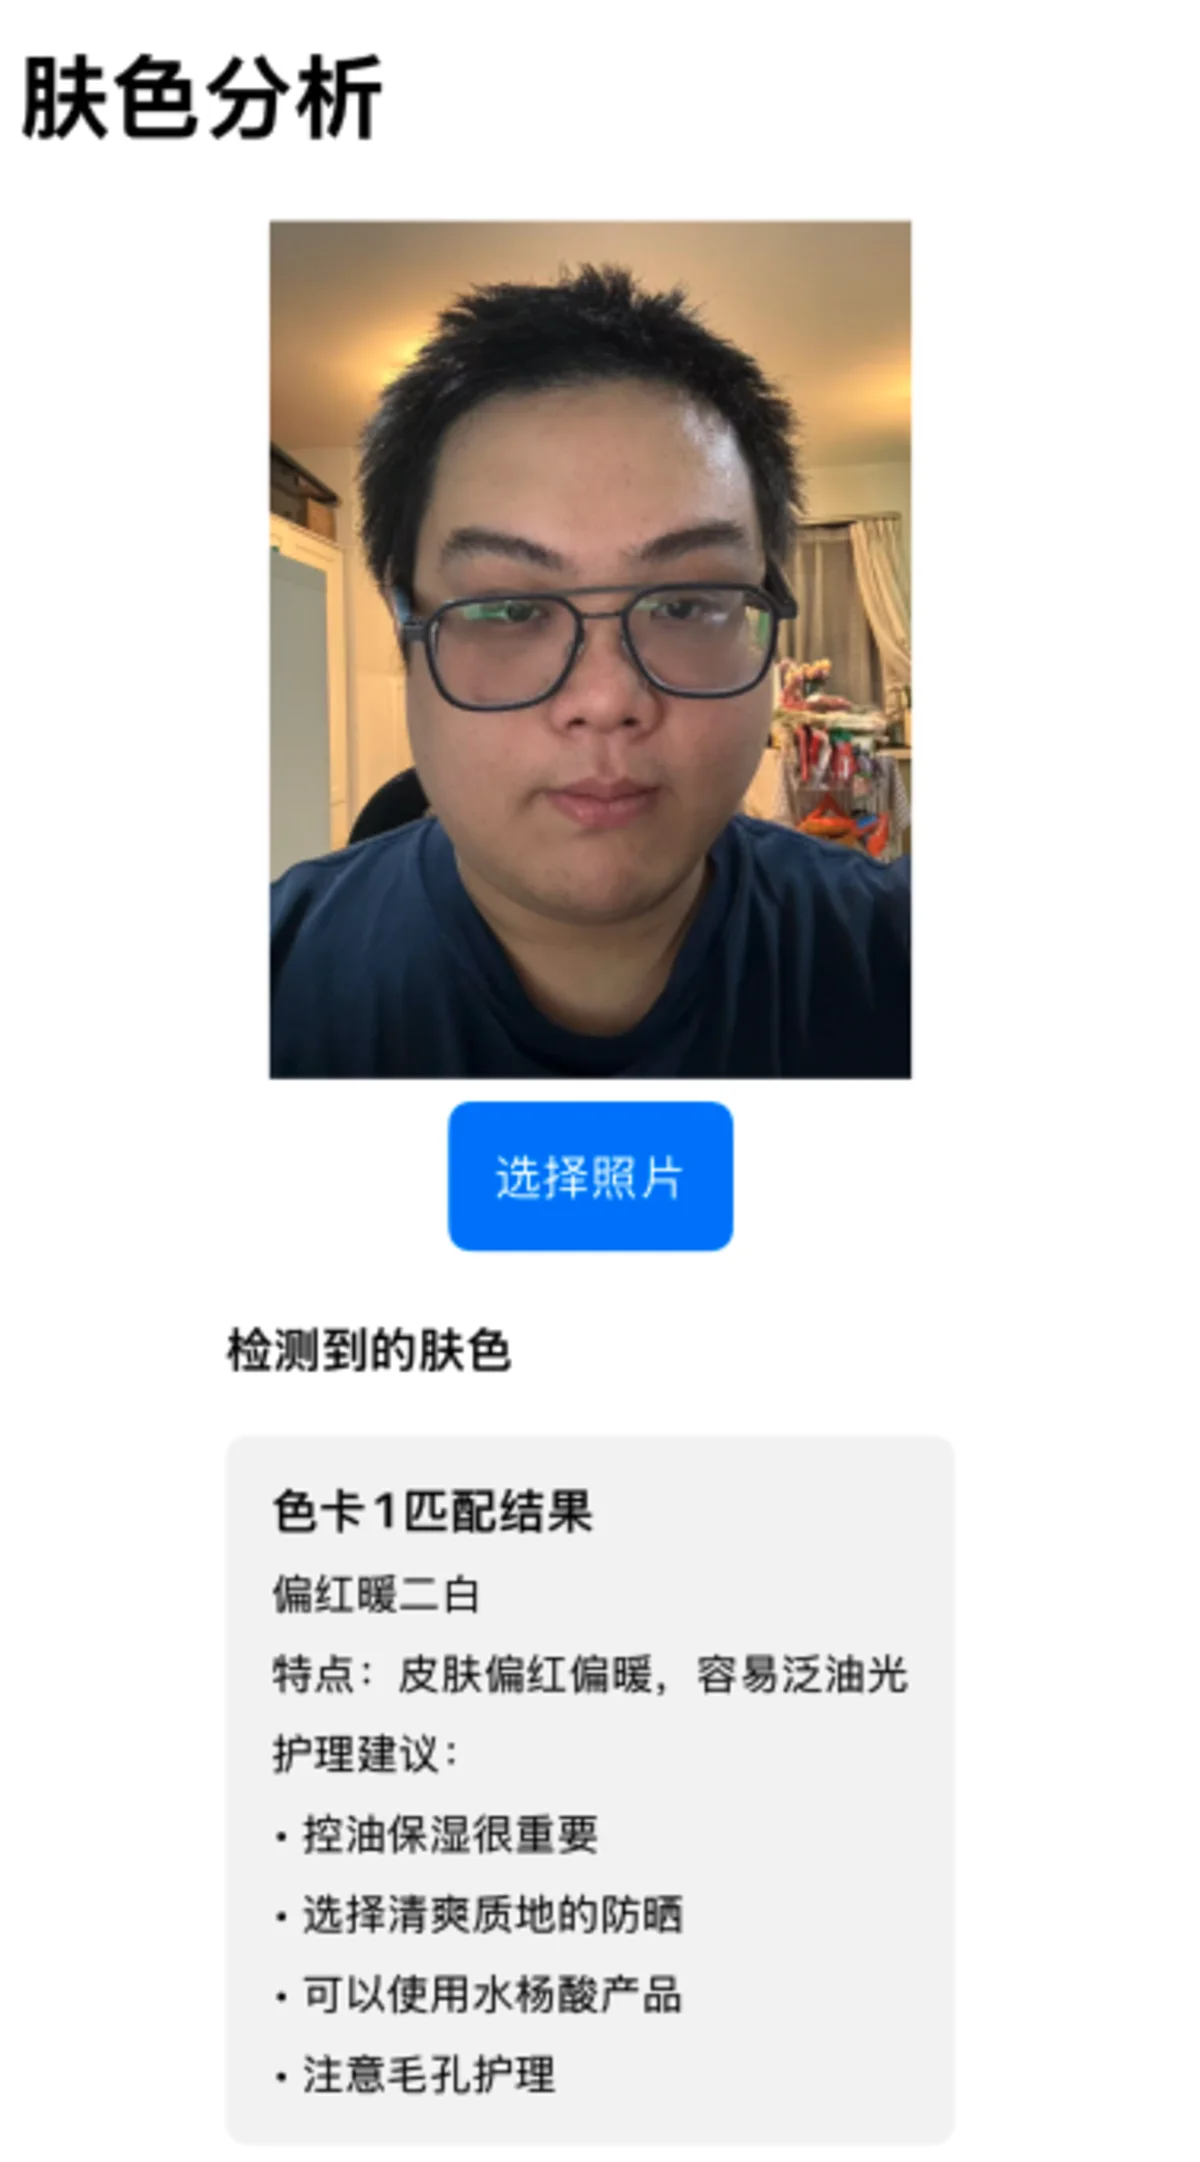 肤色分析
选择照片
检测到的肤色
色卡1匹配结果
偏红暖二白
特点：皮肤偏红偏暖，容易泛油光
护理建议：
• 控油保湿很重要
• 选择清爽质地的防晒
• 可以使用水杨酸产品
• 注意毛孔护理